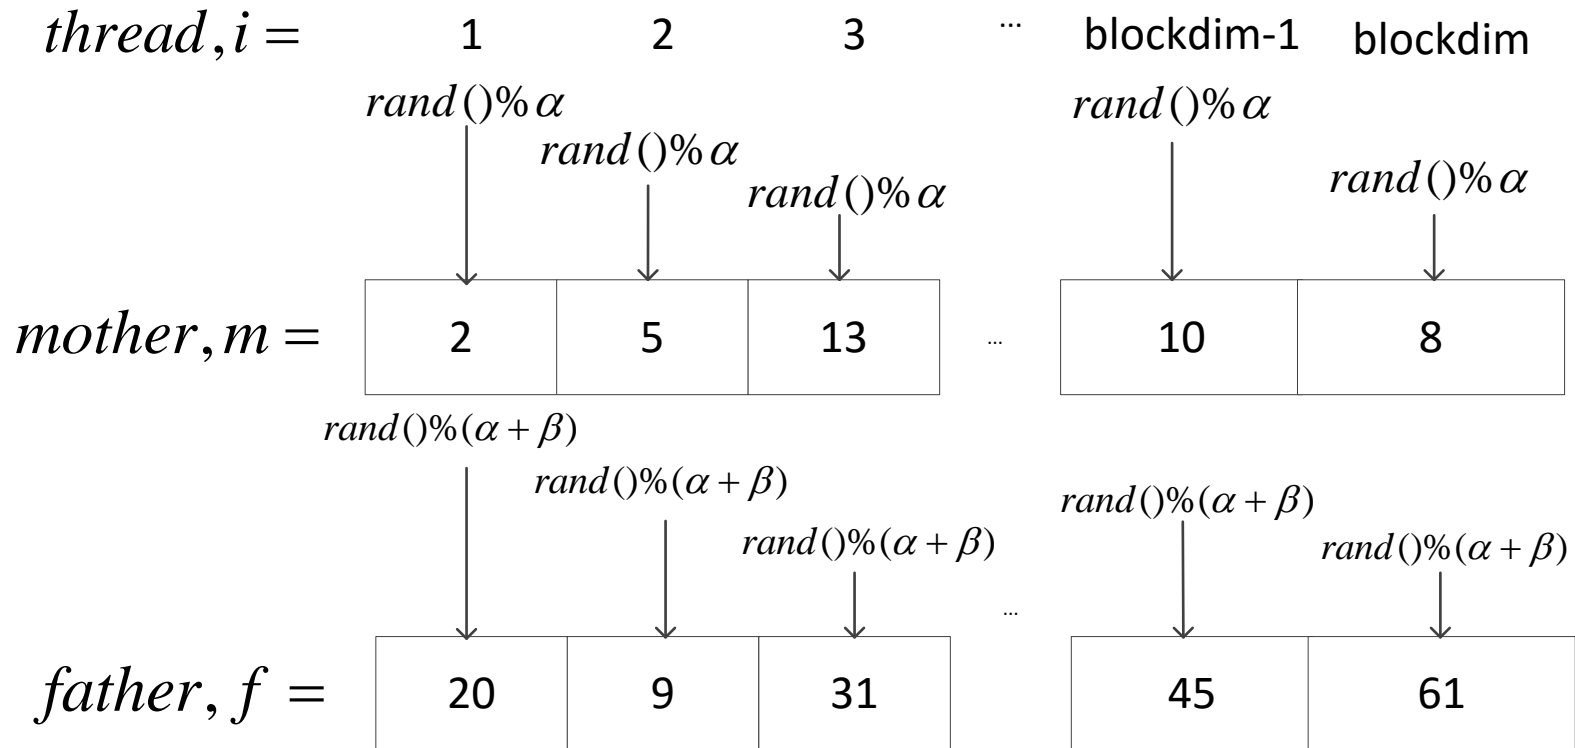 thread, i = 1 2 3 ... blockdim-1 blockdim
rand()%α rand()%α
rand()%α
rand()%α rand()%α
mother, m = 2 5 13 ... 10 8
rand()%(α + β)
rand()%(α + β) rand()%(α + β)
rand()%(α + β) rand()%(α + β)
...
father, f = 20 9 31 45 61